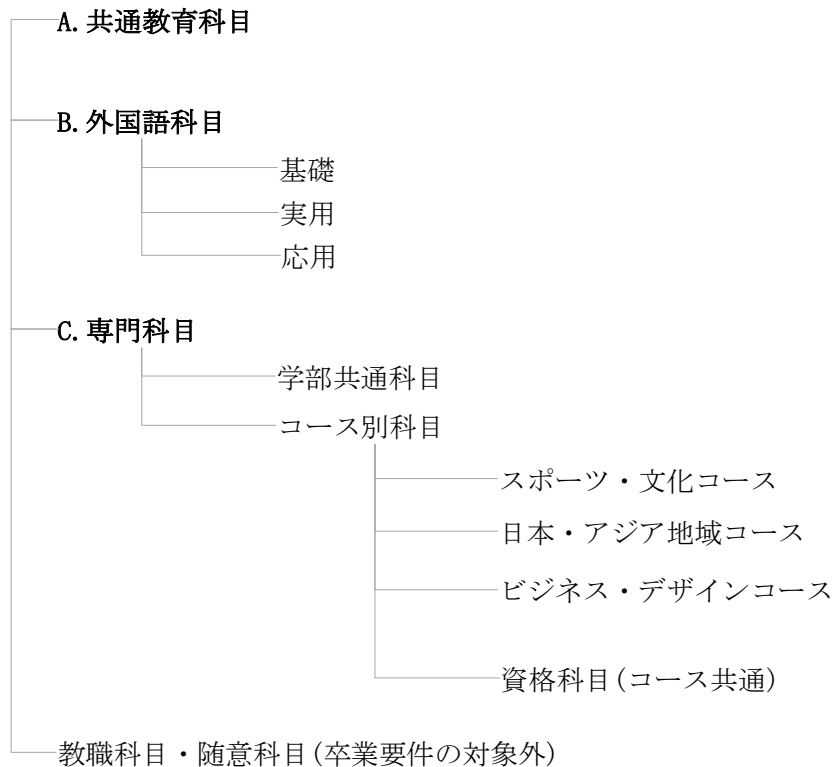 A.共通教育科目
B.外国語科目
基礎
実用
応用
C.専門科目
学部共通科目
コース別科目
スポーツ・文化コース
日本・アジア地域コース
ビジネス・デザインコース
資格科目(コース共通)
教職科目・随意科目(卒業要件の対象外)